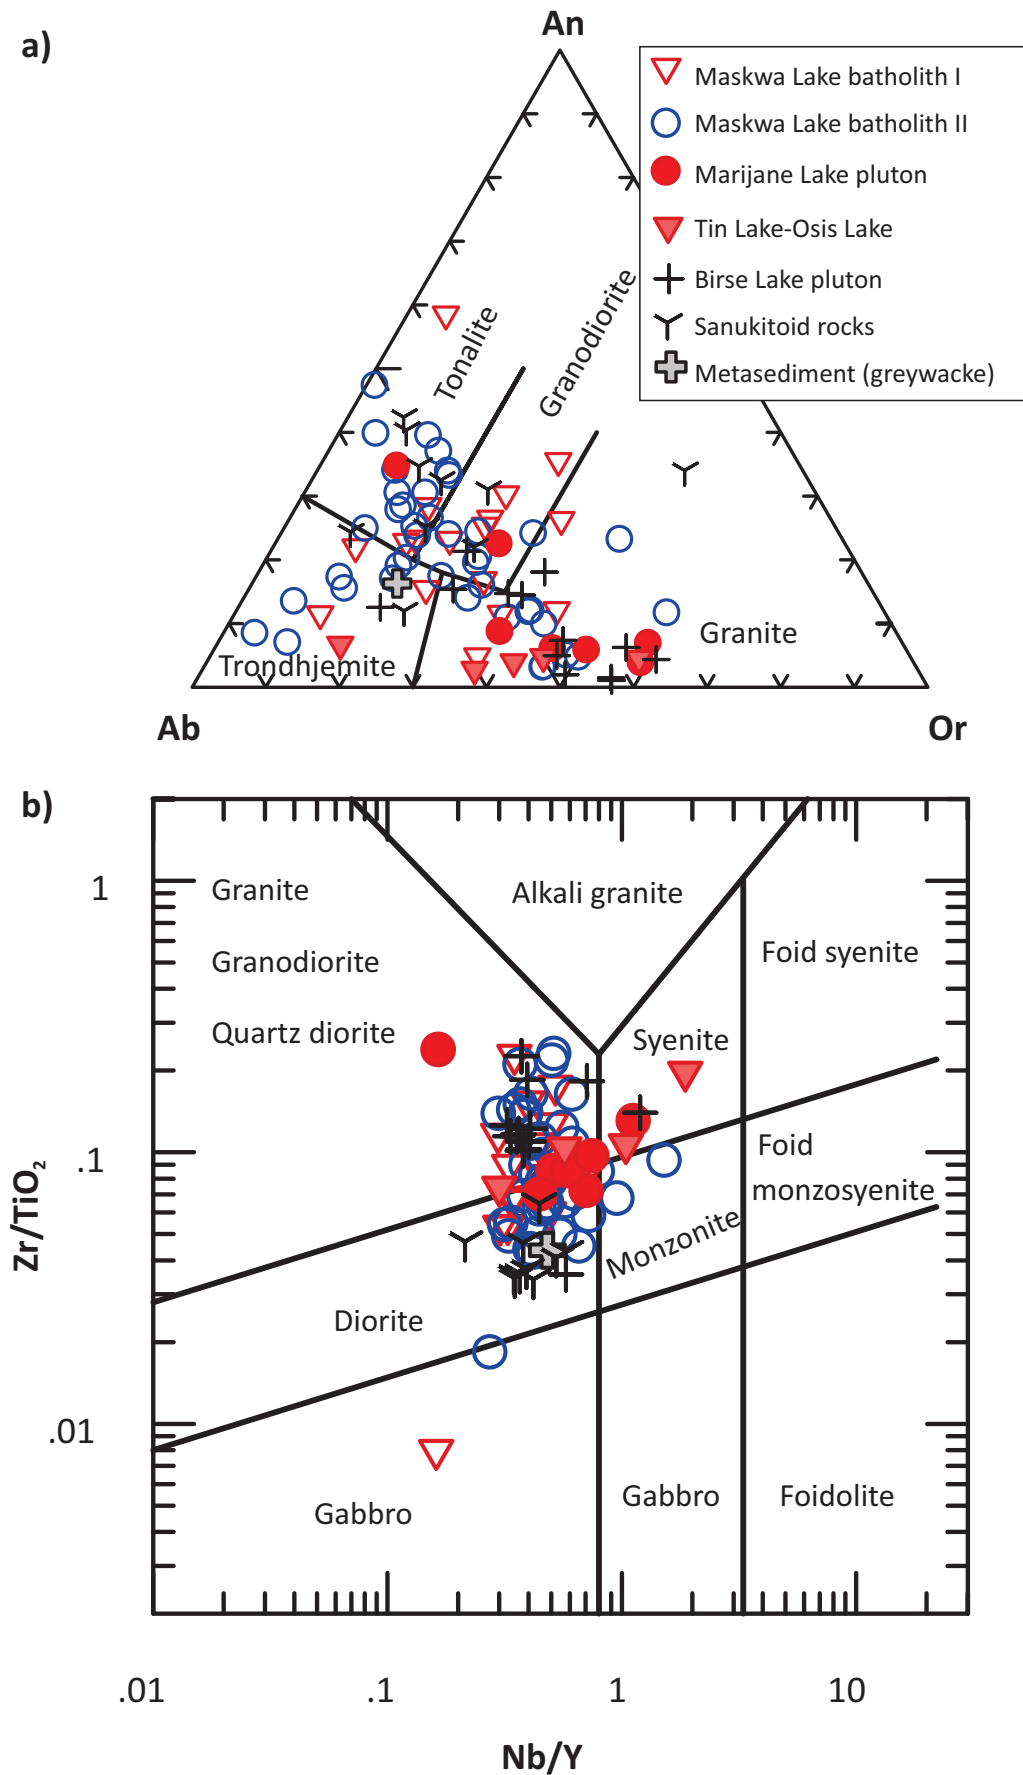 a)
An
Maskwa Lake batholith I
Maskwa Lake batholith II
Marijane Lake pluton
Tin Lake-Osis Lake
Birse Lake pluton
Sanukitoid rocks
Metasediment (greywacke)
Tonalite
Granodiorite
Granite
Trondhjemite
Ab
Or
b)
1
Granite
Alkali granite
Foid syenite
Granodiorite
Quartz diorite
Syenite
.1
Foid
monzosyenite
Monzonite
Diorite
.01
Gabbro
Gabbro
Foidolite
Zr/TiO₂
.01
.1
1
10
Nb/Y